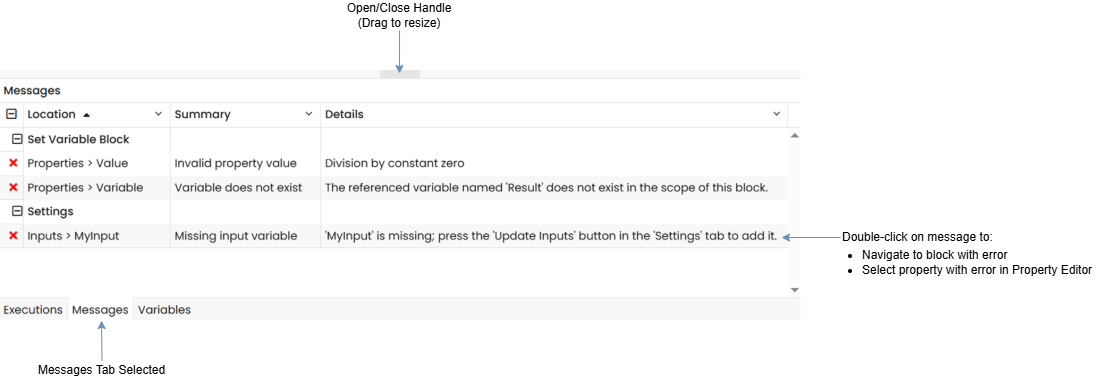 Open/Close Handle
(Drag to resize)
Messages
Location Summary Details
Set Variable Block
Properties > Value Invalid property value Division by constant zero
Properties > Variable Variable does not exist The referenced variable named 'Result' does not exist in the scope of this block.
Settings
Inputs > MyInput Missing input variable 'MyInput' is missing; press the 'Update Inputs' button in the 'Settings' tab to add it.
Double-click on message to:
• Navigate to block with error
• Select property with error in Property Editor
Executions Messages Variables
Messages Tab Selected